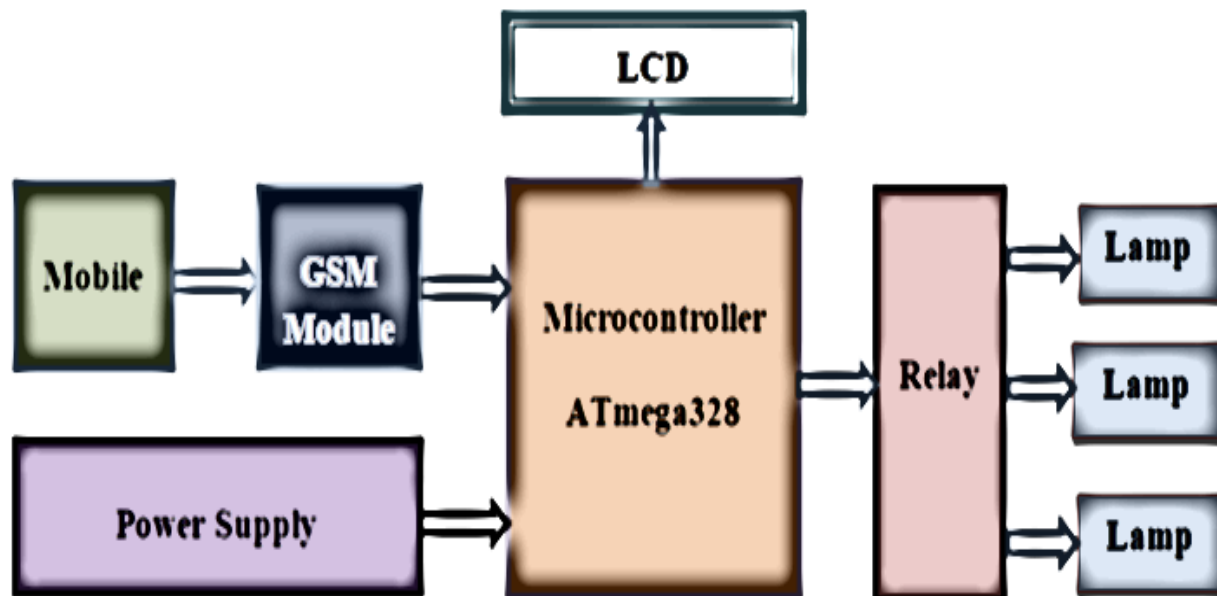 LCD
Mobile
GSM
Module
Microcontroller
ATmega328
Power Supply
Relay
Lamp
Lamp
Lamp